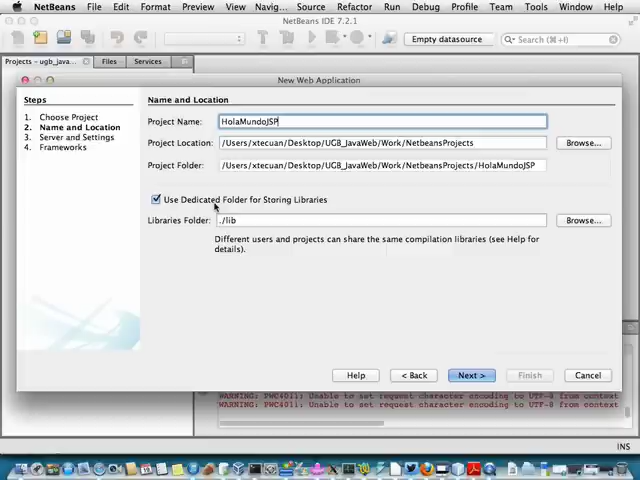 NetBeans File Edit Format Preview View Navig... Source Refactor Run Debug Profile Team Tools Window Help
NetBeans IDE 7.2.1
Empty datasource
Search (⌘+I)
Projects – ugb_java...
Files
Services
New Web Application
Steps
1. Choose Project
2. Name and Location
3. Server and Settings
4. Frameworks
Name and Location
Project Name: HolaMundoJSP
Project Location: /Users/xtecuan/Desktop/UGB_JavaWeb/Work/NetbeansProjects Browse...
Project Folder: /Users/xtecuan/Desktop/UGB_JavaWeb/Work/NetbeansProjects/HolaMundoJSP
Use Dedicated Folder for Storing Libraries
Libraries Folder: ./lib Browse...
Different users and projects can share the same compilation libraries (see Help for
details).
Help < Back Next > Finish Cancel
WARNING: PWC4011: Unable to set request character encoding to UTF-8 from context
WARNING: PWC4011: Unable to set request character encoding to UTF-8 from context
INS